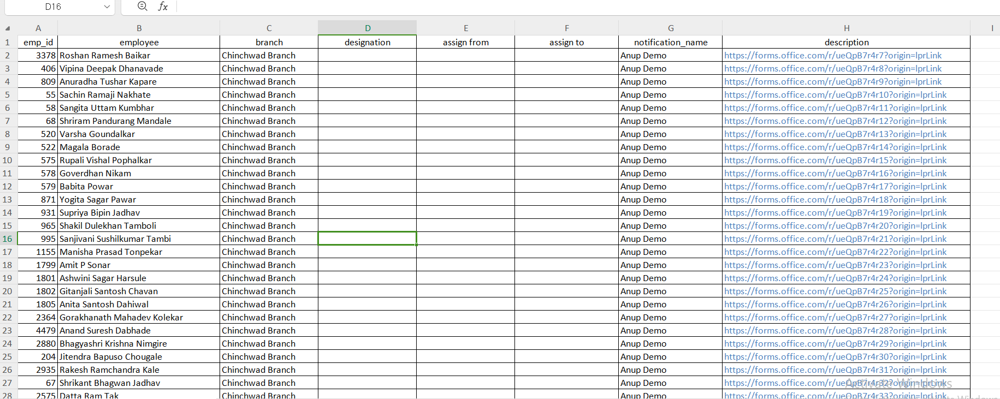 D16 fx
A B C D E F G H I
1 emp_id employee branch designation assign from assign to notification_name description
2 3378 Roshan Ramesh Baikar Chinchwad Branch Anup Demo https://forms.office.com/r/ueQpB7r4r7?origin=lprLink
3 406 Vipina Deepak Dhanavade Chinchwad Branch Anup Demo https://forms.office.com/r/ueQpB7r4r8?origin=lprLink
4 809 Anuradha Tushar Kapare Chinchwad Branch Anup Demo https://forms.office.com/r/ueQpB7r4r9?origin=lprLink
5 55 Sachin Ramaji Nakhate Chinchwad Branch Anup Demo https://forms.office.com/r/ueQpB7r4r10?origin=lprLink
6 58 Sangita Uttam Kumbhar Chinchwad Branch Anup Demo https://forms.office.com/r/ueQpB7r4r11?origin=lprLink
7 68 Shriram Pandurang Mandale Chinchwad Branch Anup Demo https://forms.office.com/r/ueQpB7r4r12?origin=lprLink
8 520 Varsha Goundalkar Chinchwad Branch Anup Demo https://forms.office.com/r/ueQpB7r4r13?origin=lprLink
9 522 Magala Borade Chinchwad Branch Anup Demo https://forms.office.com/r/ueQpB7r4r14?origin=lprLink
10 575 Rupali Vishal Pophalkar Chinchwad Branch Anup Demo https://forms.office.com/r/ueQpB7r4r15?origin=lprLink
11 578 Goverdhan Nikam Chinchwad Branch Anup Demo https://forms.office.com/r/ueQpB7r4r16?origin=lprLink
12 579 Babita Powar Chinchwad Branch Anup Demo https://forms.office.com/r/ueQpB7r4r17?origin=lprLink
13 871 Yogita Sagar Pawar Chinchwad Branch Anup Demo https://forms.office.com/r/ueQpB7r4r18?origin=lprLink
14 931 Supriya Bipin Jadhav Chinchwad Branch Anup Demo https://forms.office.com/r/ueQpB7r4r19?origin=lprLink
15 965 Shakil Dulekhan Tamboli Chinchwad Branch Anup Demo https://forms.office.com/r/ueQpB7r4r20?origin=lprLink
16 995 Sanjivani Sushilkumar Tambi Chinchwad Branch Anup Demo https://forms.office.com/r/ueQpB7r4r21?origin=lprLink
17 1155 Manisha Prasad Tonpekar Chinchwad Branch Anup Demo https://forms.office.com/r/ueQpB7r4r22?origin=lprLink
18 1799 Amit P Sonar Chinchwad Branch Anup Demo https://forms.office.com/r/ueQpB7r4r23?origin=lprLink
19 1801 Ashwini Sagar Harsule Chinchwad Branch Anup Demo https://forms.office.com/r/ueQpB7r4r24?origin=lprLink
20 1802 Gitanjali Santosh Chavan Chinchwad Branch Anup Demo https://forms.office.com/r/ueQpB7r4r25?origin=lprLink
21 1805 Anita Santosh Dahiwal Chinchwad Branch Anup Demo https://forms.office.com/r/ueQpB7r4r26?origin=lprLink
22 2364 Gorakhanath Mahadev Kolekar Chinchwad Branch Anup Demo https://forms.office.com/r/ueQpB7r4r27?origin=lprLink
23 4479 Anand Suresh Dabhade Chinchwad Branch Anup Demo https://forms.office.com/r/ueQpB7r4r28?origin=lprLink
24 2880 Bhagyashri Krishna Nimgire Chinchwad Branch Anup Demo https://forms.office.com/r/ueQpB7r4r29?origin=lprLink
25 204 Jitendra Bapuso Chougale Chinchwad Branch Anup Demo https://forms.office.com/r/ueQpB7r4r30?origin=lprLink
26 2935 Rakesh Ramchandra Kale Chinchwad Branch Anup Demo https://forms.office.com/r/ueQpB7r4r31?origin=lprLink
27 67 Shrikant Bhagwan Jadhav Chinchwad Branch Anup Demo https://forms.office.com/r/ueQpB7r4r32?origin=lprLink
Activate Windows
28 2575 Datta Ram Tak Chinchwad Branch Anup Demo https://forms.office.com/r/ueQpB7r4r33?origin=lprLink